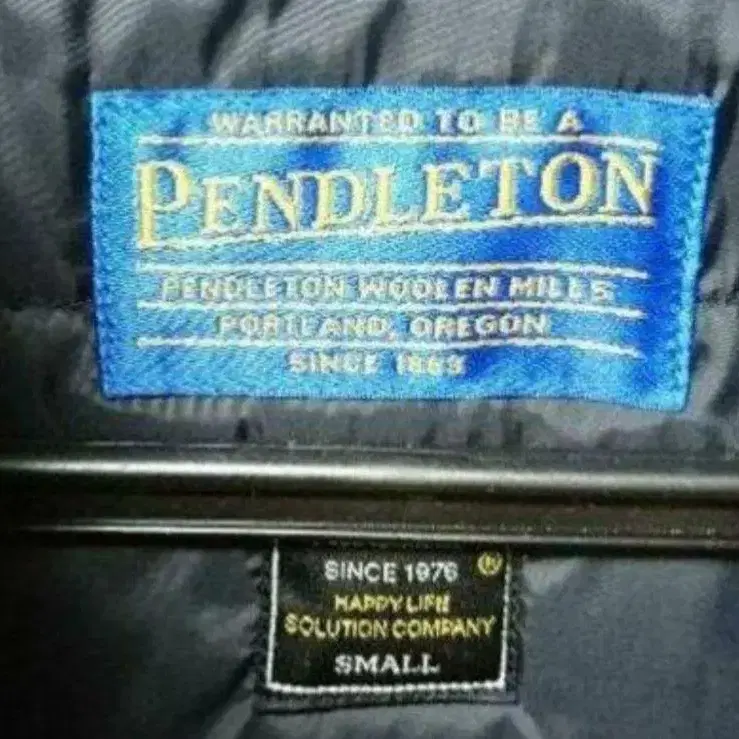 WARRANTED TO BE A
PENDLETON
PENDLETON WOOLEN MILLS
PORTLAND, OREGON
SINCE 1863
SINCE 1976 ®
HAPPY LIFE
SOLUTION COMPANY
SMALL